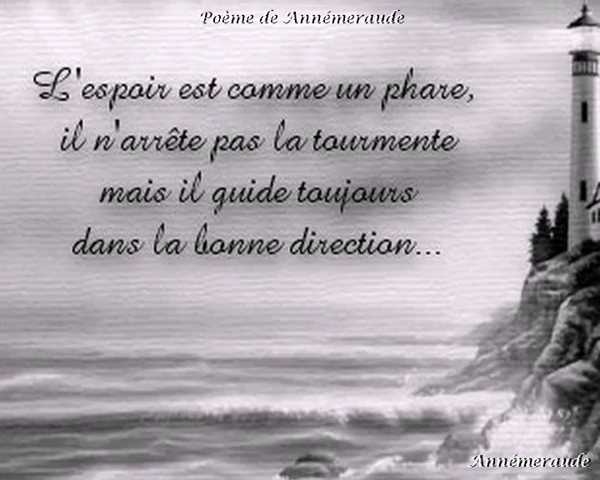 Poème de Annémeraude
L'espoir est comme un phare,
il n'arrête pas la tourmente
mais il guide toujours
dans la bonne direction...
Annémeraude